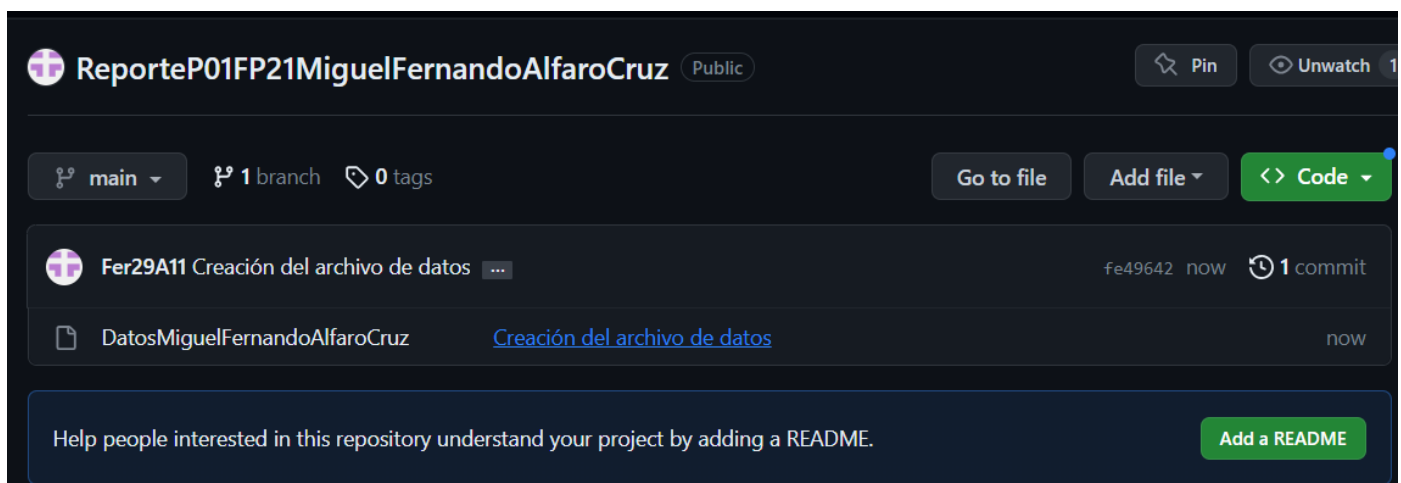 ReporteP01FP21MiguelFernandoAlfaroCruz Public Pin Unwatch 1
main 1 branch 0 tags Go to file Add file <> Code
Fer29A11 Creación del archivo de datos ... fe49642 now 1 commit
DatosMiguelFernandoAlfaroCruz Creación del archivo de datos now
Help people interested in this repository understand your project by adding a README. Add a README